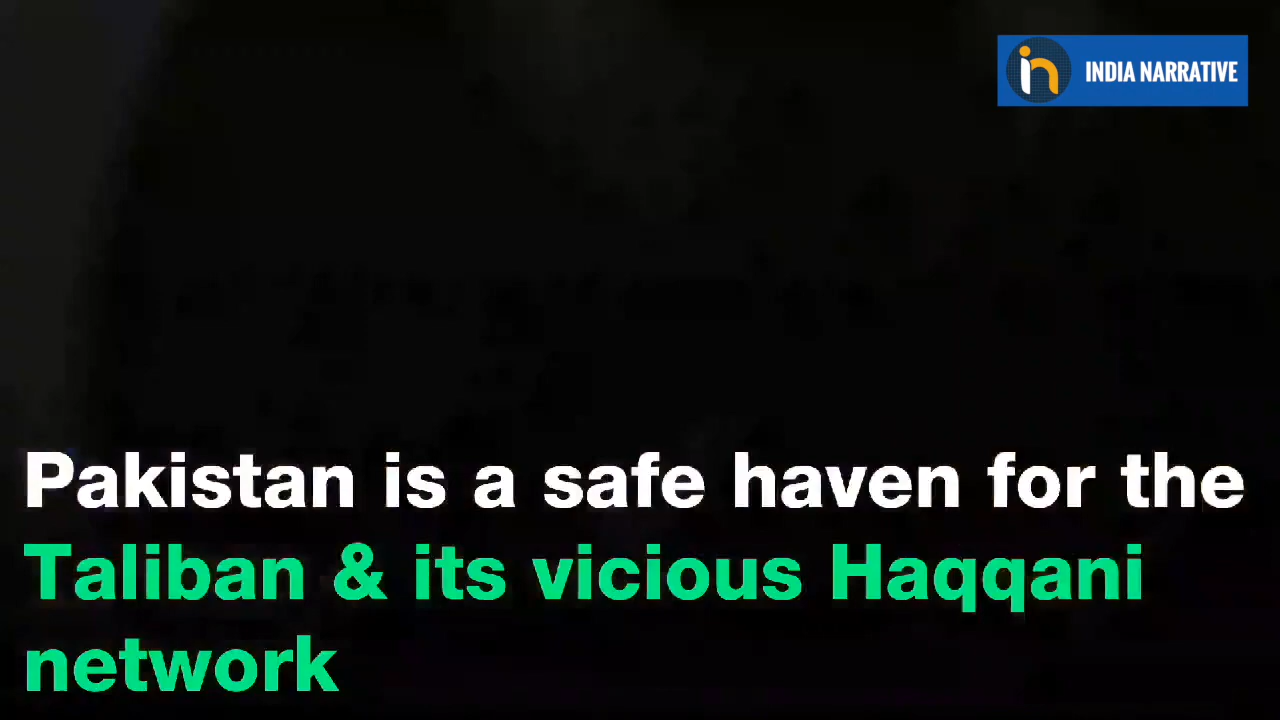 INDIA NARRATIVE
Pakistan is a safe haven for the
Taliban & its vicious Haqqani
network